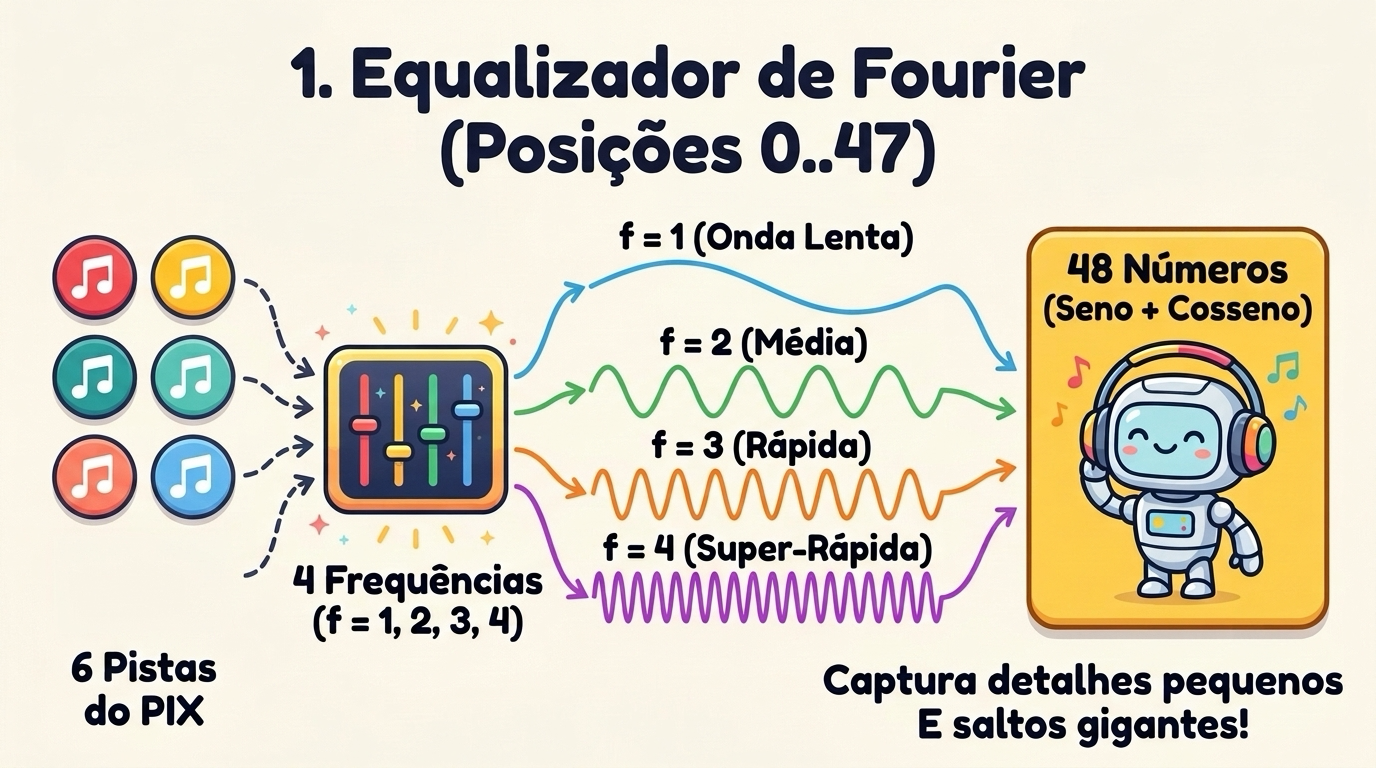 1. Equalizador de Fourier
(Posições 0..47)
f = 1 (Onda Lenta)
f = 2 (Média)
f = 3 (Rápida)
f = 4 (Super-Rápida)
48 Números
(Seno + Cosseno)
4 Frequências
(f = 1, 2, 3, 4)
6 Pistas
do PIX
Captura detalhes pequenos
E saltos gigantes!